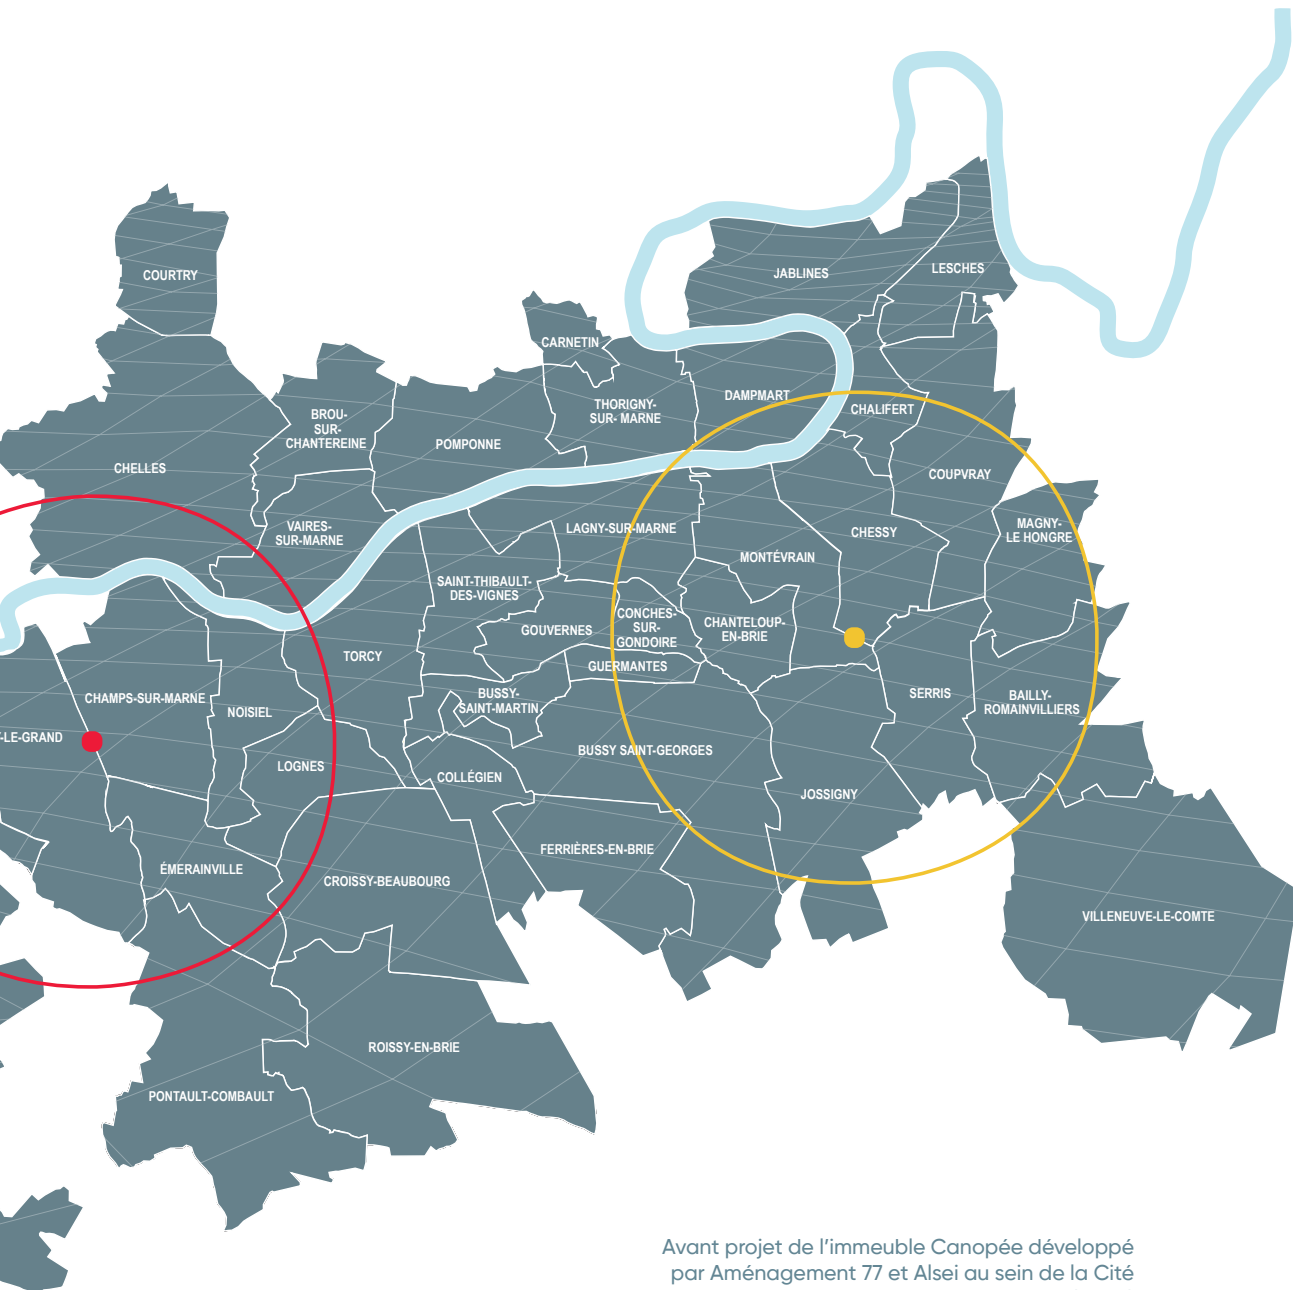 COURTRY
JABLINES
LESCHES
CARNETIN
DAMPMART
THORIGNY-
SUR- MARNE
CHALIFERT
BROU-
SUR-
CHANTEREINE
POMPONNE
CHELLES
COUPVRAY
VAIRES-
SUR-MARNE
LAGNY-SUR-MARNE
CHESSY
MAGNY-
LE HONGRE
MONTÉVRAIN
SAINT-THIBAULT-
DES-VIGNES
GOUVERNES
CONCHES-
SUR-
GONDOIRE
CHANTELOUP-
EN-BRIE
TORCY
GUERMANTES
CHAMPS-SUR-MARNE
NOISIEL
BUSSY-
SAINT-MARTIN
SERRIS
BAILLY-
ROMAINVILLIERS
-LE-GRAND
BUSSY SAINT-GEORGES
LOGNES
COLLÉGIEN
JOSSIGNY
FERRIÈRES-EN-BRIE
ÉMERAINVILLE
CROISSY-BEAUBOURG
VILLENEUVE-LE-COMTE
ROISSY-EN-BRIE
PONTAULT-COMBAULT
Avant projet de l'immeuble Canopée développé
par Aménagement 77 et Alsei au sein de la Cité